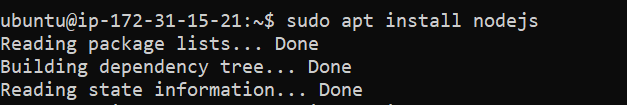 ubuntu@ip-172-31-15-21:~$ sudo apt install nodejs
Reading package lists... Done
Building dependency tree... Done
Reading state information... Done